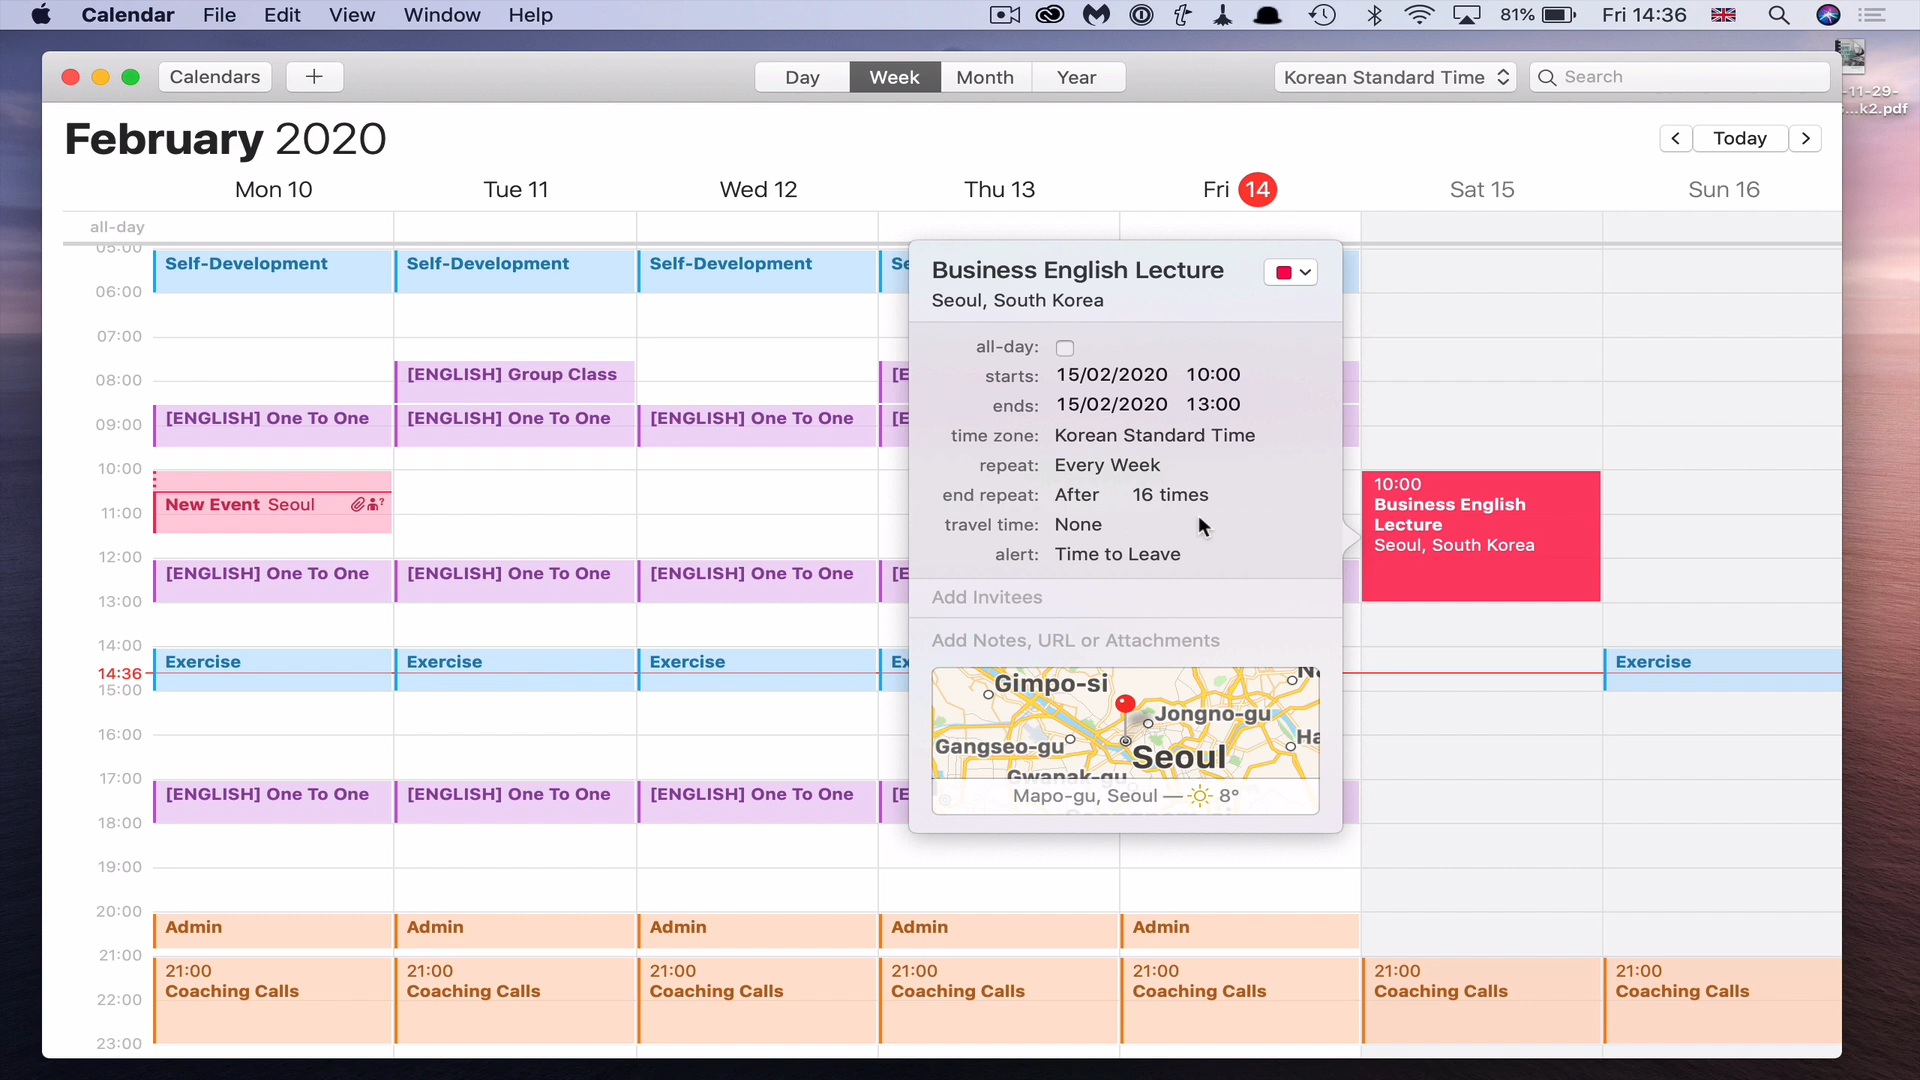 Calendar File Edit View Window Help 81% Fri 14:36
-11-29-
...k2.pdf
Calendars + Day Week Month Year Korean Standard Time Search
February 2020
Today
Mon 10 Tue 11 Wed 12 Thu 13 Fri 14 Sat 15 Sun 16
all-day
05:00
06:00
07:00
08:00
09:00
10:00
11:00
12:00
13:00
14:00
14:36
15:00
16:00
17:00
18:00
19:00
20:00
21:00
22:00
23:00
Self-Development
[ENGLISH] One To One
New Event Seoul
[ENGLISH] One To One
Exercise
[ENGLISH] One To One
Admin
21:00
Coaching Calls
Self-Development
[ENGLISH] Group Class
[ENGLISH] One To One
[ENGLISH] One To One
Exercise
[ENGLISH] One To One
Admin
21:00
Coaching Calls
Self-Development
[ENGLISH] One To One
[ENGLISH] One To One
Exercise
[ENGLISH] One To One
Admin
21:00
Coaching Calls
Se
[E
[E
[E
Ex
[E
Admin
21:00
Coaching Calls
Business English Lecture
Seoul, South Korea
all-day:
starts: 15/02/2020 10:00
ends: 15/02/2020 13:00
time zone: Korean Standard Time
repeat: Every Week
end repeat: After 16 times
travel time: None
alert: Time to Leave
Add Invitees
Add Notes, URL or Attachments
Gimpo-si
Jongno-gu
Gangseo-gu
Seoul
Gwanak-gu
Mapo-gu, Seoul — 8°
Admin
21:00
Coaching Calls
10:00
Business English
Lecture
Seoul, South Korea
21:00
Coaching Calls
Exercise
21:00
Coaching Calls